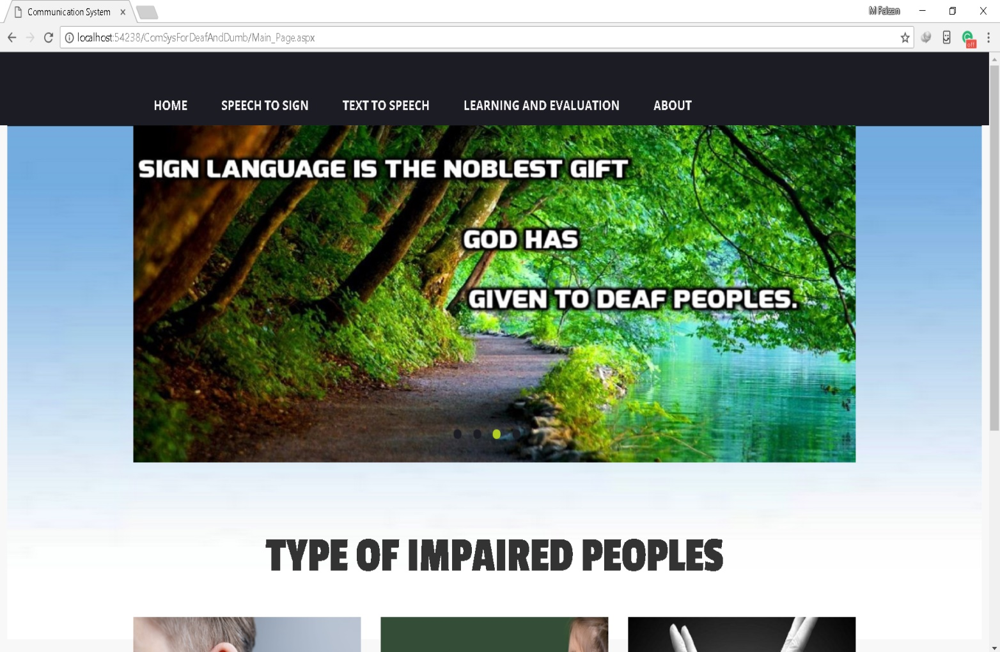 Communication System
M Faizan
localhost:54238/ComSysForDeafAndDumb/Main_Page.aspx
off
HOME SPEECH TO SIGN TEXT TO SPEECH LEARNING AND EVALUATION ABOUT
SIGN LANGUAGE IS THE NOBLEST GIFT
GOD HAS
GIVEN TO DEAF PEOPLES.
TYPE OF IMPAIRED PEOPLES